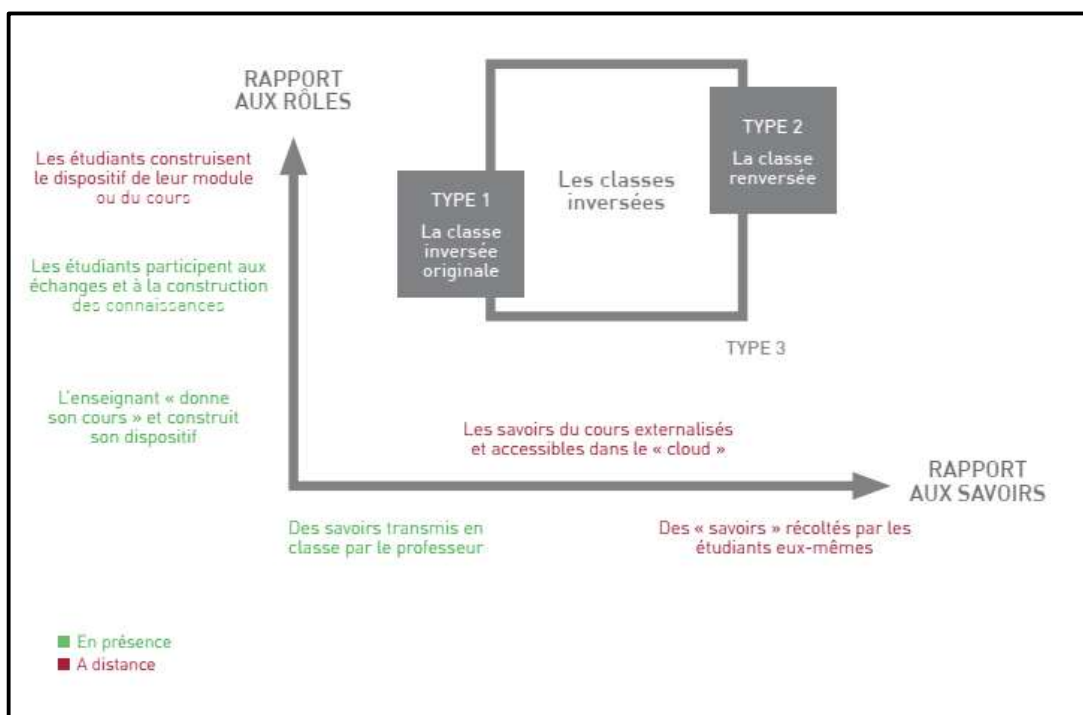 RAPPORT
AUX RÔLES
Les étudiants construisent
le dispositif de leur module
ou du cours
Les étudiants participent aux
échanges et à la construction
des connaissances
L'enseignant « donne
son cours » et construit
son dispositif
TYPE 1
La classe
inversée
originale
Les classes
inversées
TYPE 2
La classe
renversée
TYPE 3
Les savoirs du cours externalisés
et accessibles dans le « cloud »
RAPPORT
AUX SAVOIRS
Des savoirs transmis en
classe par le professeur
Des « savoirs » récoltés par les
étudiants eux-mêmes
En présence
A distance